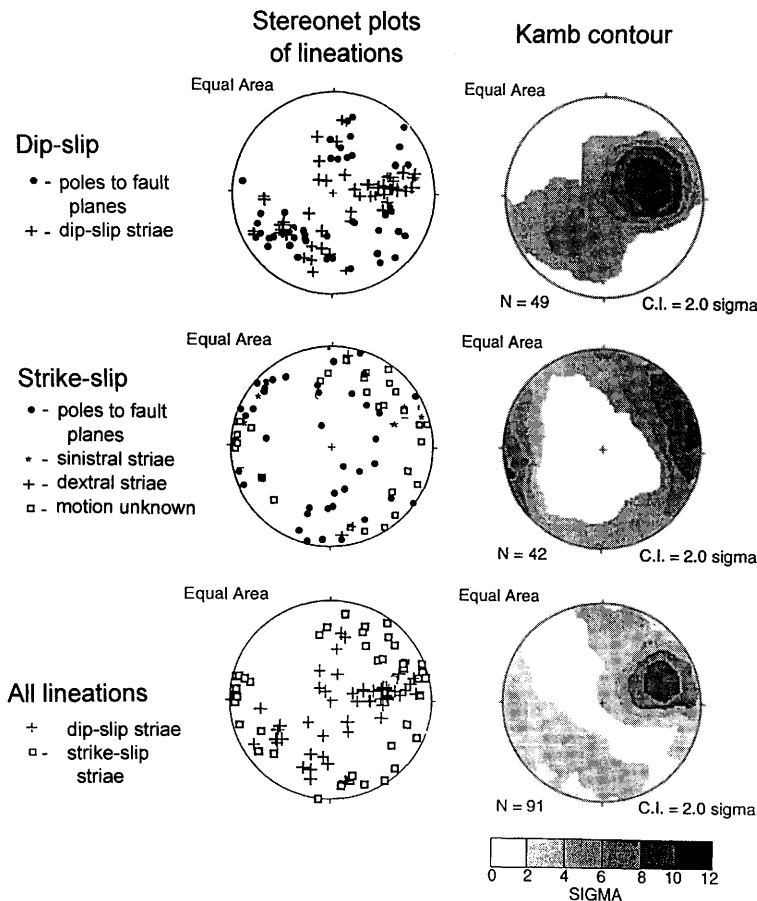 Stereonet plots
of lineations
Kamb contour
Equal Area
Equal Area
Dip-slip
● - poles to fault
planes
+ - dip-slip striae
N = 49
C.I. = 2.0 sigma
Equal Area
Equal Area
Strike-slip
● - poles to fault
planes
★ - sinistral striae
+ - dextral striae
□ - motion unknown
N = 42
C.I. = 2.0 sigma
Equal Area
Equal Area
All lineations
+ dip-slip striae
□ - strike-slip
striae
N = 91
C.I. = 2.0 sigma
0 2 4 6 8 10 12
SIGMA